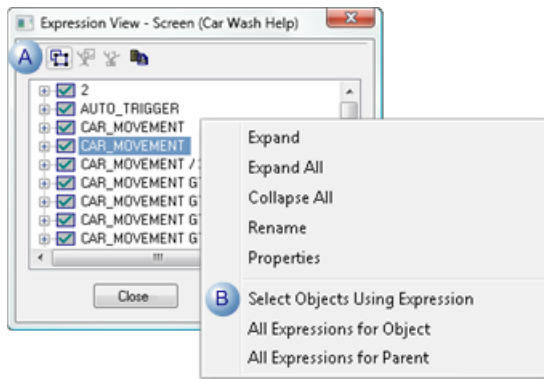 Expression View - Screen (Car Wash Help)
A
2
AUTO_TRIGGER
CAR_MOVEMENT
CAR_MOVEMENT
CAR_MOVEMENT /
CAR_MOVEMENT G
CAR_MOVEMENT G
CAR_MOVEMENT G
CAR_MOVEMENT G
Close
Expand
Expand All
Collapse All
Rename
Properties
B
Select Objects Using Expression
All Expressions for Object
All Expressions for Parent